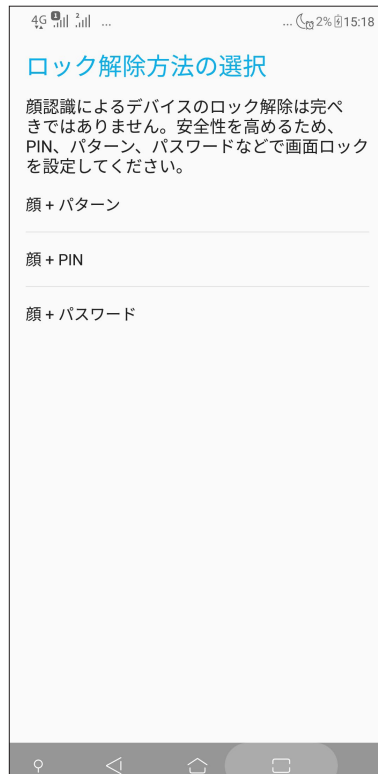 4G 1 2 ... ... 2% 15:18
ロック解除方法の選択
顔認識によるデバイスのロック解除は完ぺ
きではありません。安全性を高めるため、
PIN、パターン、パスワードなどで画面ロック
を設定してください。
顔 + パターン
顔 + PIN
顔 + パスワード